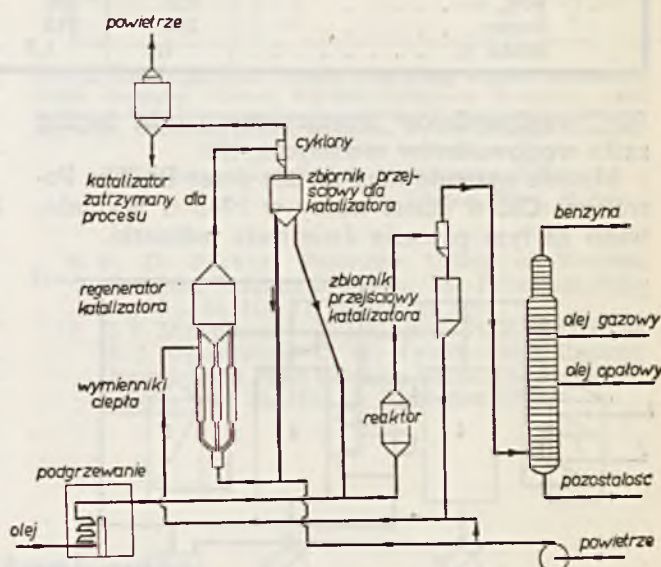 powietrze
cyklony
katalizator
zatrzymany dla
procesu
zbiornik przej-
ściowy dla
katalizatora
benzyna
regenerator
katalizatora
zbiornik
przejściowy
katalizatora
olej gazowy
olej opałowy
wymienniki
ciepła
reaktor
podgrzewanie
pozostałość
olej
powietrze